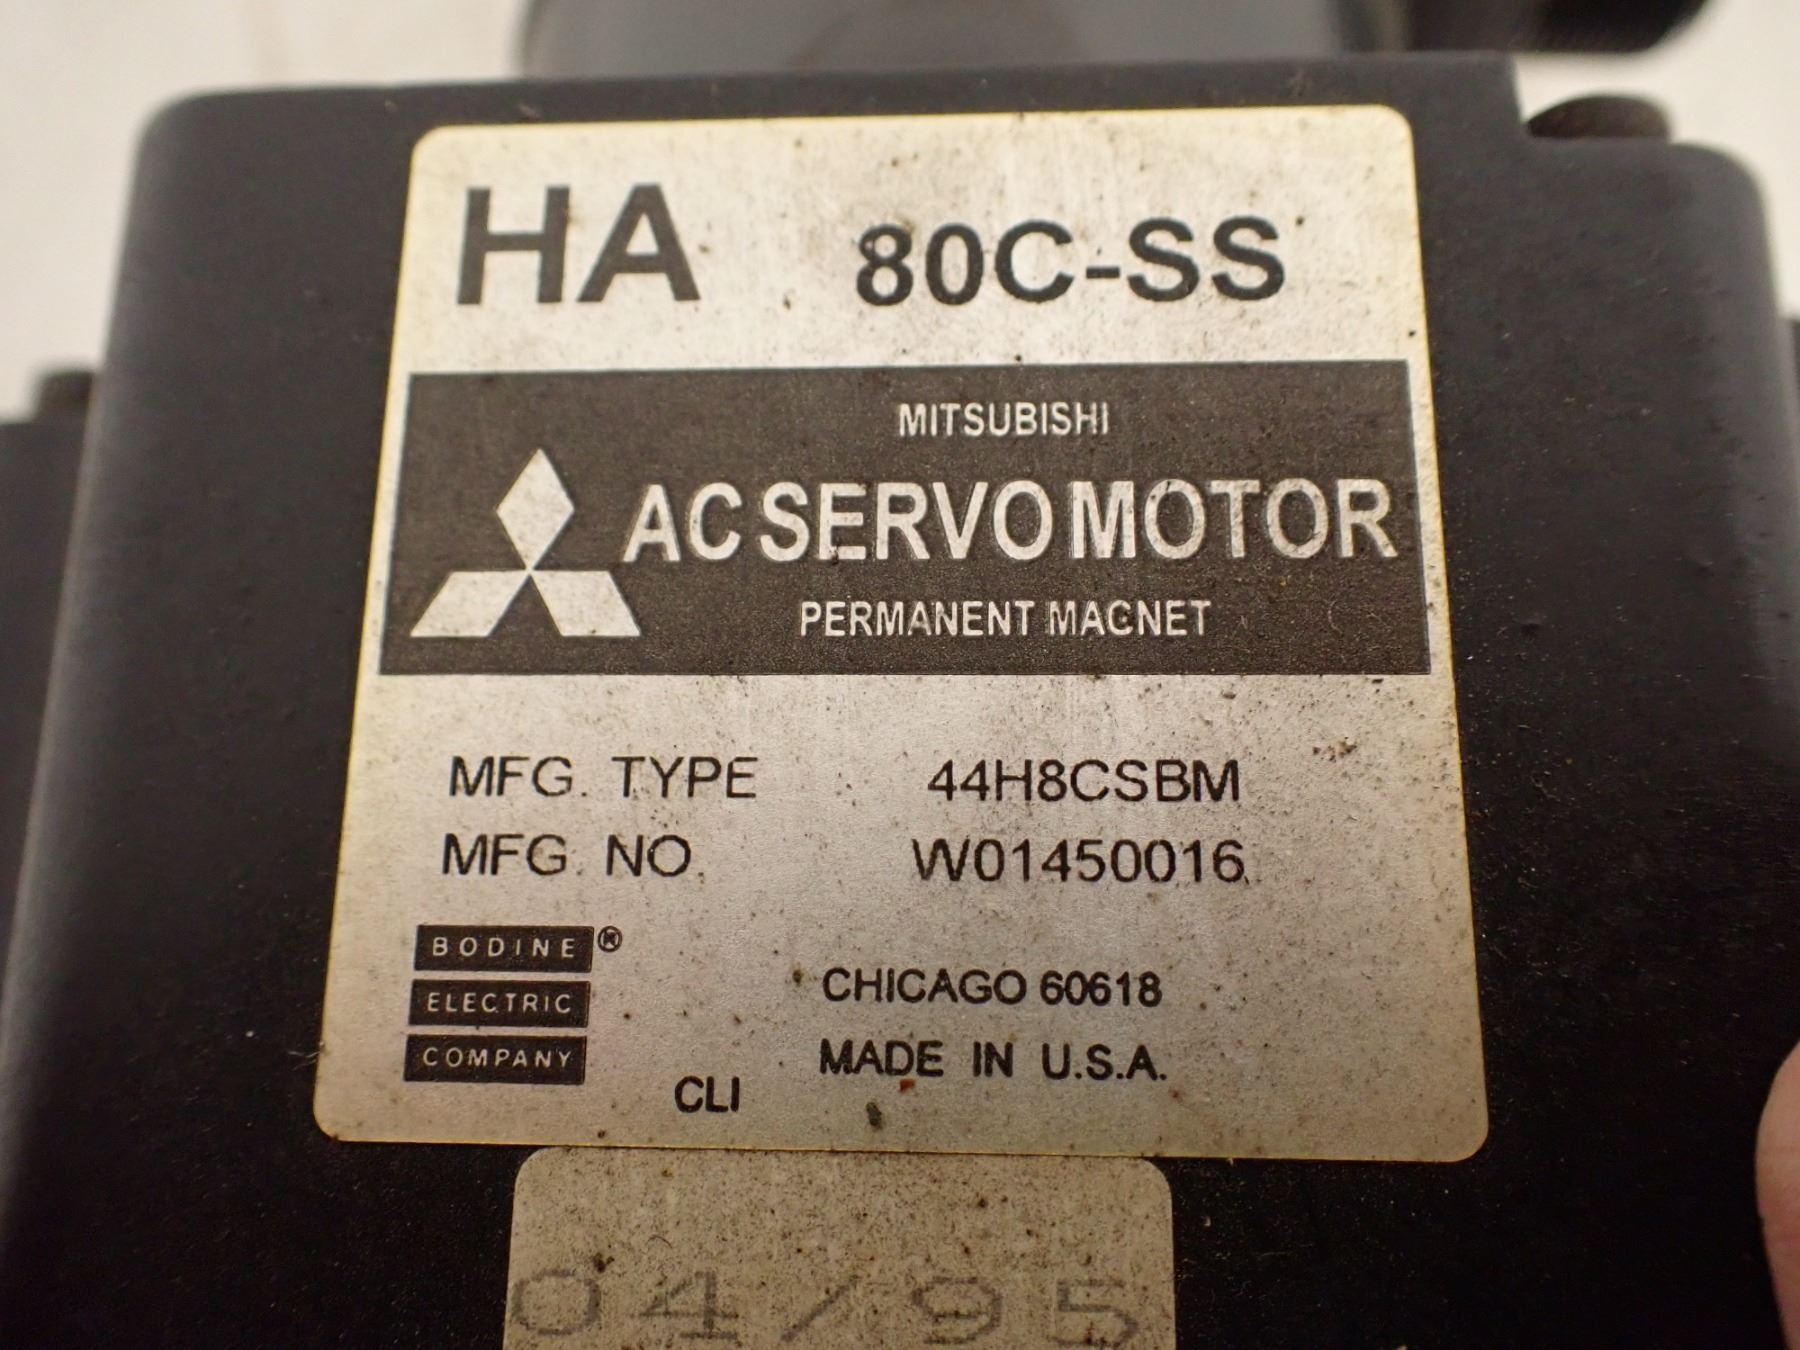 HA 80C-SS
MITSUBISHI
AC SERVO MOTOR
PERMANENT MACNET
MFG. TYPE 44H8CSBM
MFG. NO. W01450016
BODINE ®
ELECTRIC
COMPANY
CHICAGO 60618
MADE IN U.S.A.
CLI
04/95